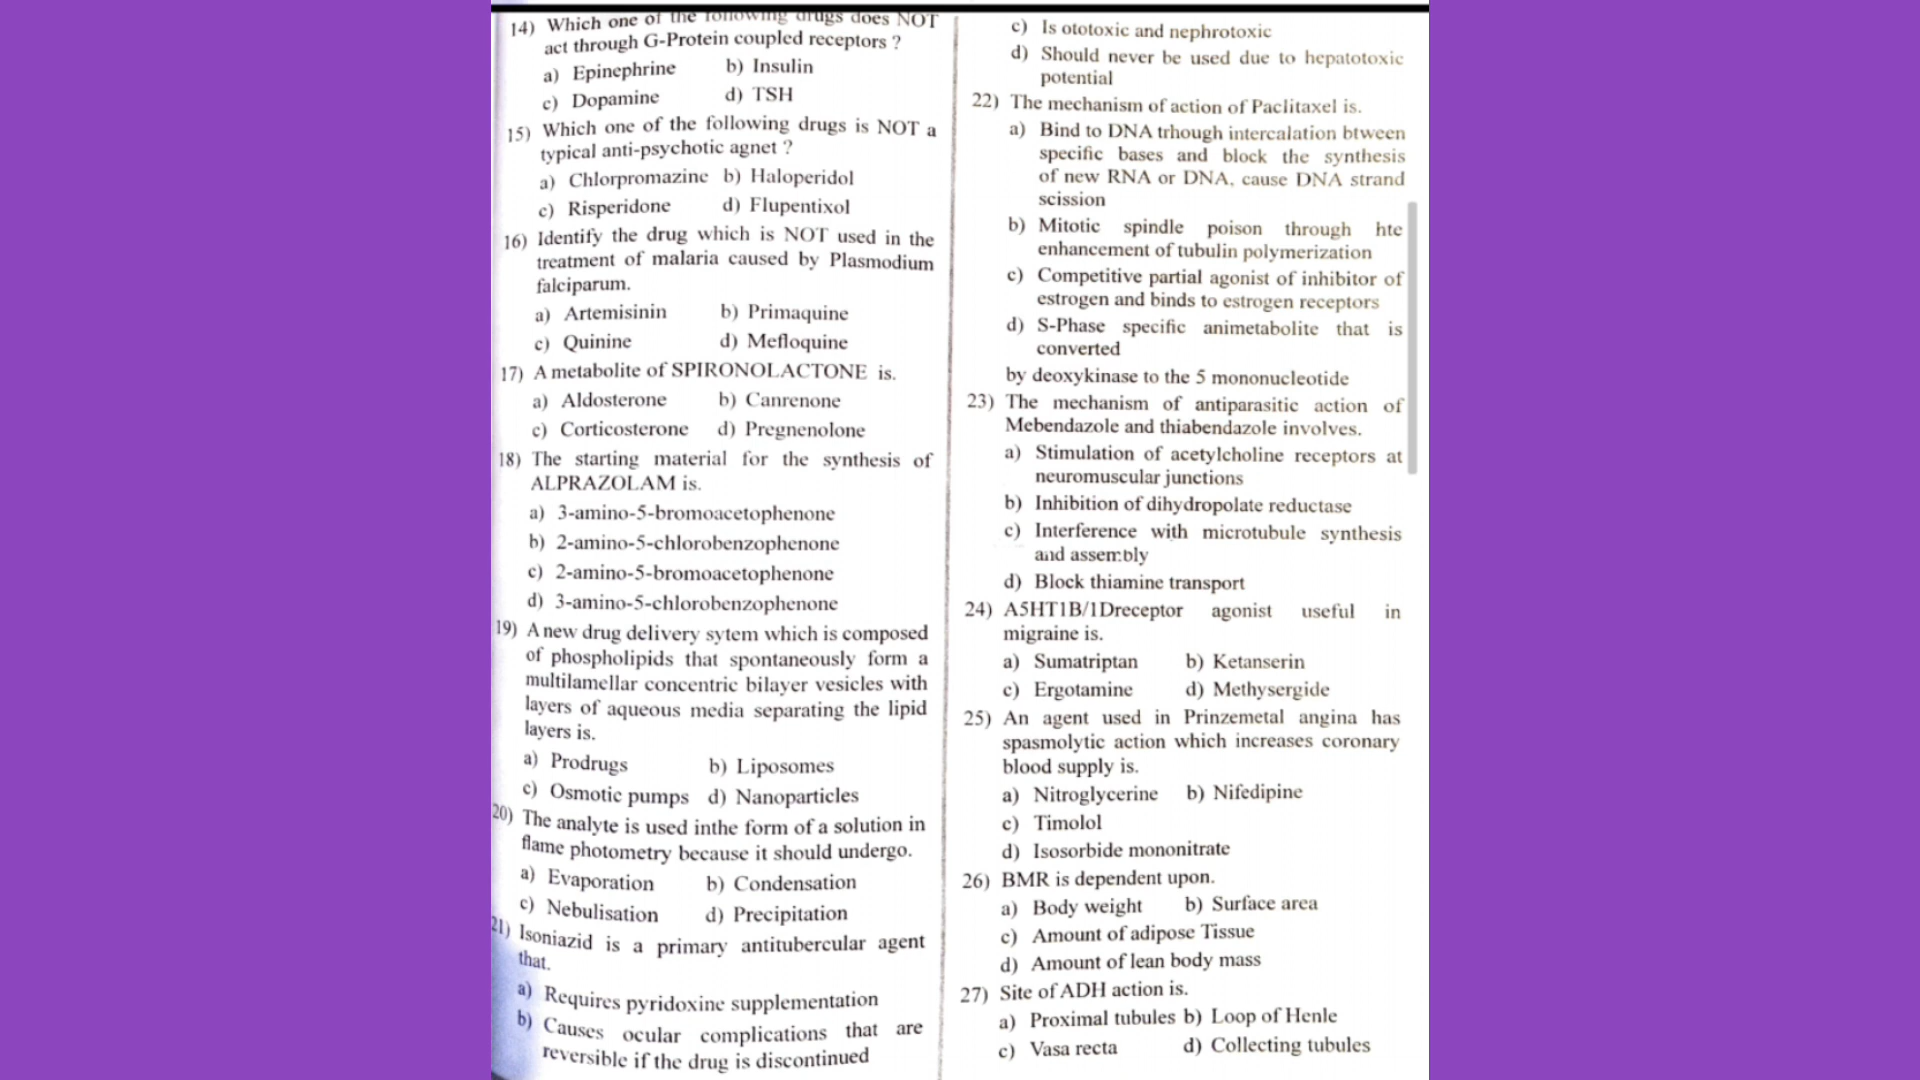 14) Which one of the following drugs does NOT
act through G-Protein coupled receptors ?
a) Epinephrine b) Insulin
c) Dopamine d) TSH
15) Which one of the following drugs is NOT a
typical anti-psychotic agnet ?
a) Chlorpromazine b) Haloperidol
c) Risperidone d) Flupentixol
16) Identify the drug which is NOT used in the
treatment of malaria caused by Plasmodium
falciparum.
a) Artemisinin b) Primaquine
c) Quinine d) Mefloquine
17) A metabolite of SPIRONOLACTONE is.
a) Aldosterone b) Canrenone
c) Corticosterone d) Pregnenolone
18) The starting material for the synthesis of
ALPRAZOLAM is.
a) 3-amino-5-bromoacetophenone
b) 2-amino-5-chlorobenzophenone
c) 2-amino-5-bromoacetophenone
d) 3-amino-5-chlorobenzophenone
19) A new drug delivery sytem which is composed
of phospholipids that spontaneously form a
multilamellar concentric bilayer vesicles with
layers of aqueous media separating the lipid
layers is.
a) Prodrugs b) Liposomes
c) Osmotic pumps d) Nanoparticles
20) The analyte is used inthe form of a solution in
flame photometry because it should undergo.
a) Evaporation b) Condensation
c) Nebulisation d) Precipitation
21) Isoniazid is a primary antitubercular agent
that.
a) Requires pyridoxine supplementation
b) Causes ocular complications that are
reversible if the drug is discontinued
c) Is ototoxic and nephrotoxic
d) Should never be used due to hepatotoxic
potential
22) The mechanism of action of Paclitaxel is.
a) Bind to DNA trhough intercalation btween
specific bases and block the synthesis
of new RNA or DNA, cause DNA strand
scission
b) Mitotic spindle poison through hte
enhancement of tubulin polymerization
c) Competitive partial agonist of inhibitor of
estrogen and binds to estrogen receptors
d) S-Phase specific animetabolite that is
converted
by deoxykinase to the 5 mononucleotide
23) The mechanism of antiparasitic action of
Mebendazole and thiabendazole involves.
a) Stimulation of acetylcholine receptors at
neuromuscular junctions
b) Inhibition of dihydropolate reductase
c) Interference with microtubule synthesis
and assembly
d) Block thiamine transport
24) A5HT1B/1Dreceptor agonist useful in
migraine is.
a) Sumatriptan b) Ketanserin
c) Ergotamine d) Methysergide
25) An agent used in Prinzemetal angina has
spasmolytic action which increases coronary
blood supply is.
a) Nitroglycerine b) Nifedipine
c) Timolol
d) Isosorbide mononitrate
26) BMR is dependent upon.
a) Body weight b) Surface area
c) Amount of adipose Tissue
d) Amount of lean body mass
27) Site of ADH action is.
a) Proximal tubules b) Loop of Henle
c) Vasa recta d) Collecting tubules